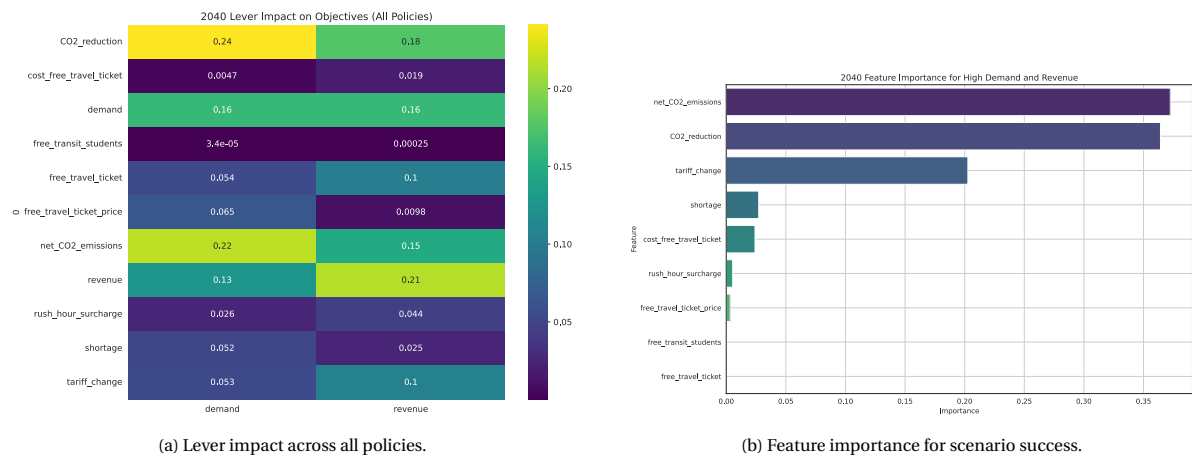 2040 Lever Impact on Objectives (All Policies)
CO2_reduction
0.24
0.18
cost_free_travel_ticket
0.0047
0.019
demand
0.16
0.16
free_transit_students
3.4e-05
0.00025
free_travel_ticket
0.054
0.1
0
free_travel_ticket_price
0.065
0.0098
net_CO2_emissions
0.22
0.15
revenue
0.13
0.21
rush_hour_surcharge
0.026
0.044
shortage
0.052
0.025
tariff_change
0.053
0.1
demand
revenue
0.20
0.15
0.10
0.05
(a) Lever impact across all policies.
2040 Feature Importance for High Demand and Revenue
Feature
net_CO2_emissions
CO2_reduction
tariff_change
shortage
cost_free_travel_ticket
rush_hour_surcharge
free_travel_ticket_price
free_transit_students
free_travel_ticket
0.00
0.05
0.10
0.15
0.20
0.25
0.30
0.35
Importance
(b) Feature importance for scenario success.